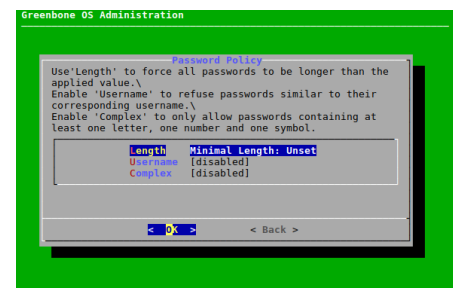 Greenbone OS Administration
Password Policy
Use'Length' to force all passwords to be longer than the
applied value.\
Enable 'Username' to refuse passwords similar to their
corresponding username.\
Enable 'Complex' to only allow passwords containing at
least one letter, one number and one symbol.
Length Minimal Length: Unset
Username [disabled]
Complex [disabled]
< OK > < Back >